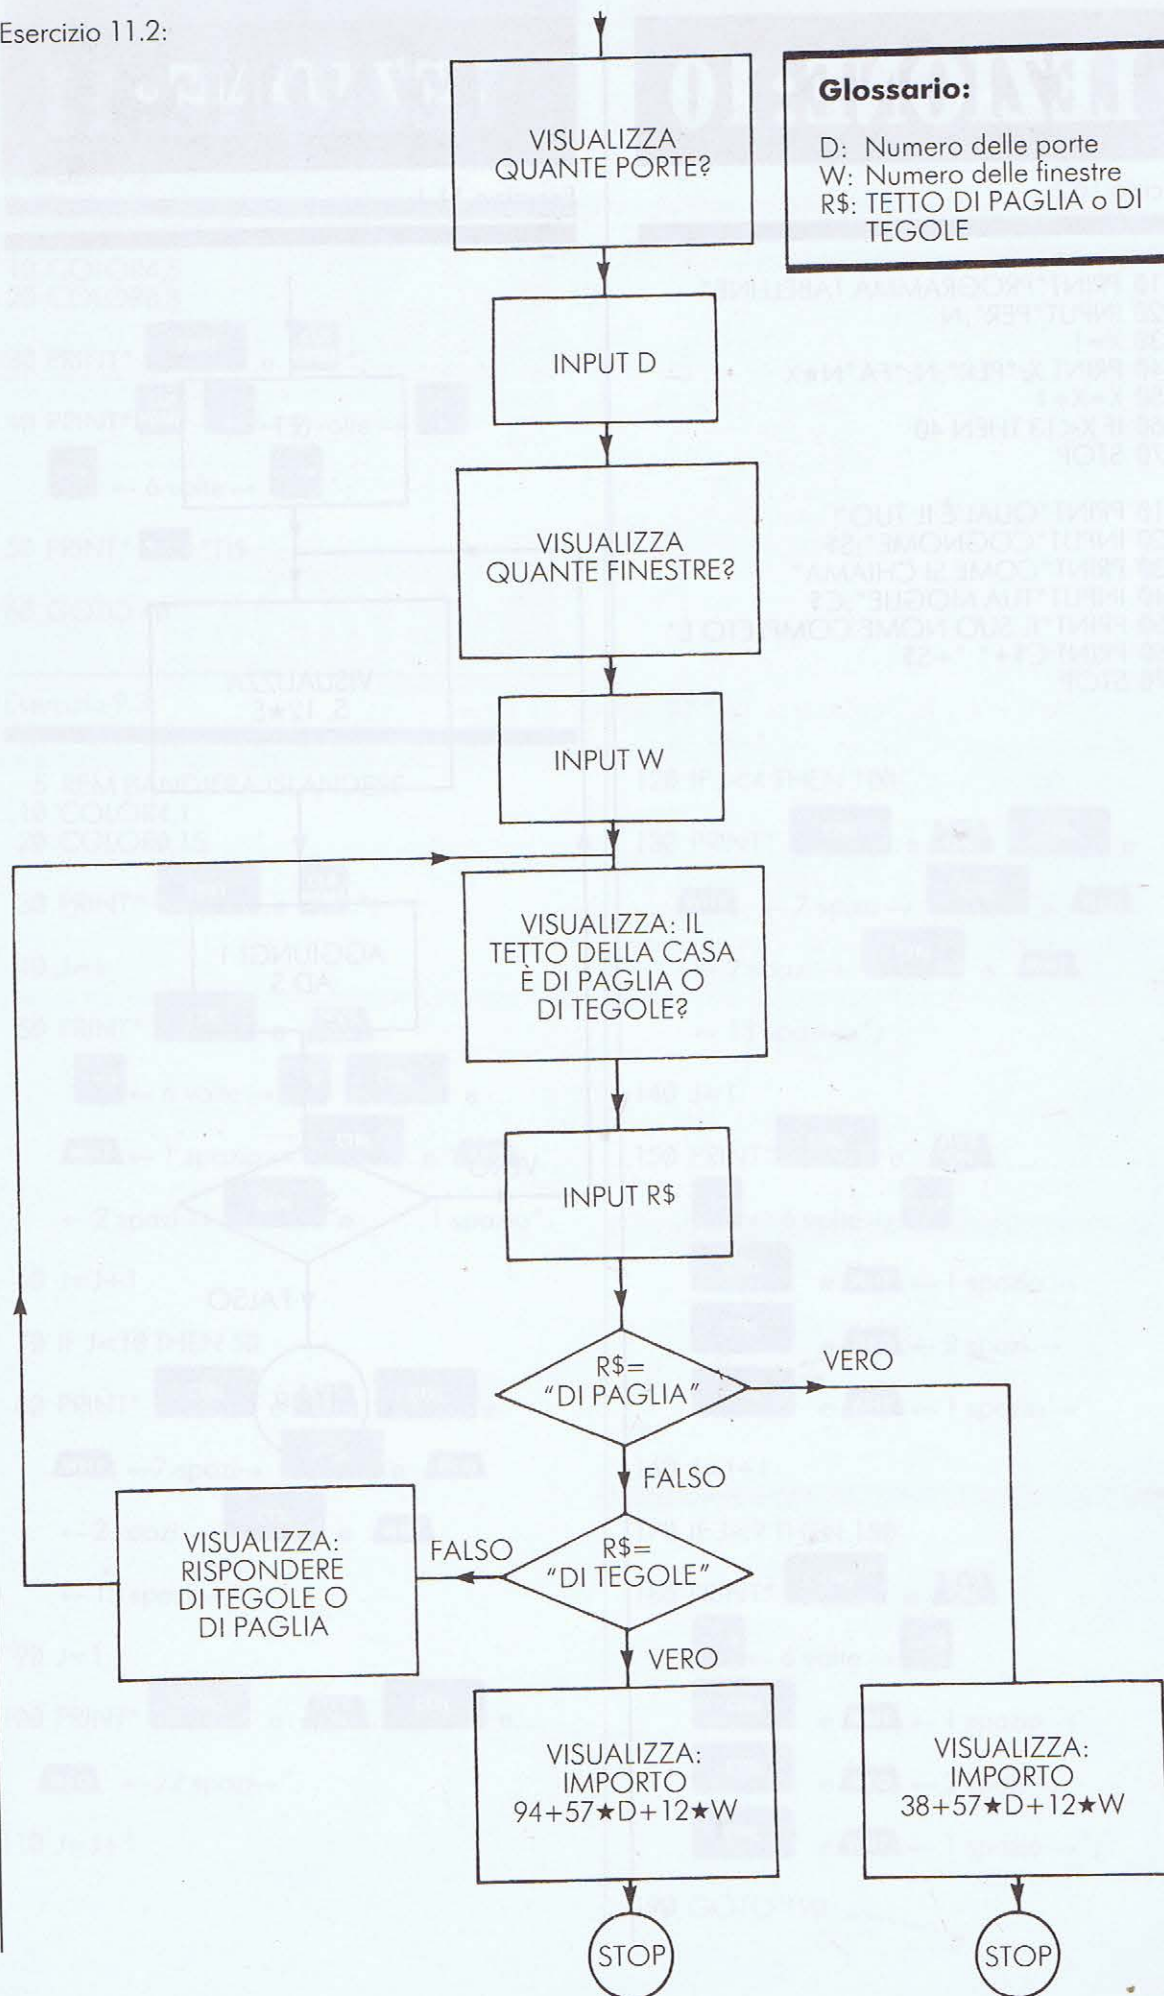 Esercizio 11.2:
VISUALIZZA
QUANTE PORTE?
Glossario:
D: Numero delle porte
W: Numero delle finestre
R$: TETTO DI PAGLIA o DI
TEGOLE
INPUT D
VISUALIZZA
QUANTE FINESTRE?
INPUT W
VISUALIZZA: IL
TETTO DELLA CASA
È DI PAGLIA O
DI TEGOLE?
INPUT R$
R$=
“DI PAGLIA”
VERO
FALSO
R$=
“DI TEGOLE”
FALSO
VISUALIZZA:
RISPONDERE
DI TEGOLE O
DI PAGLIA
VERO
VISUALIZZA:
IMPORTO
94+57★D+12★W
VISUALIZZA:
IMPORTO
38+57★D+12★W
STOP
STOP